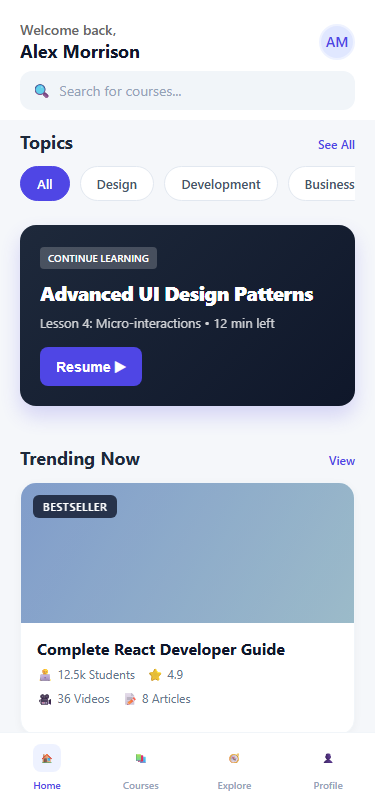 Welcome back,
Alex Morrison
AM
Search for courses...
Topics
See All
All
Design
Development
Business
CONTINUE LEARNING
Advanced UI Design Patterns
Lesson 4: Micro-interactions • 12 min left
Resume ▶
Trending Now
View
BESTSELLER
Complete React Developer Guide
12.5k Students
4.9
36 Videos
8 Articles
Home
Courses
Explore
Profile